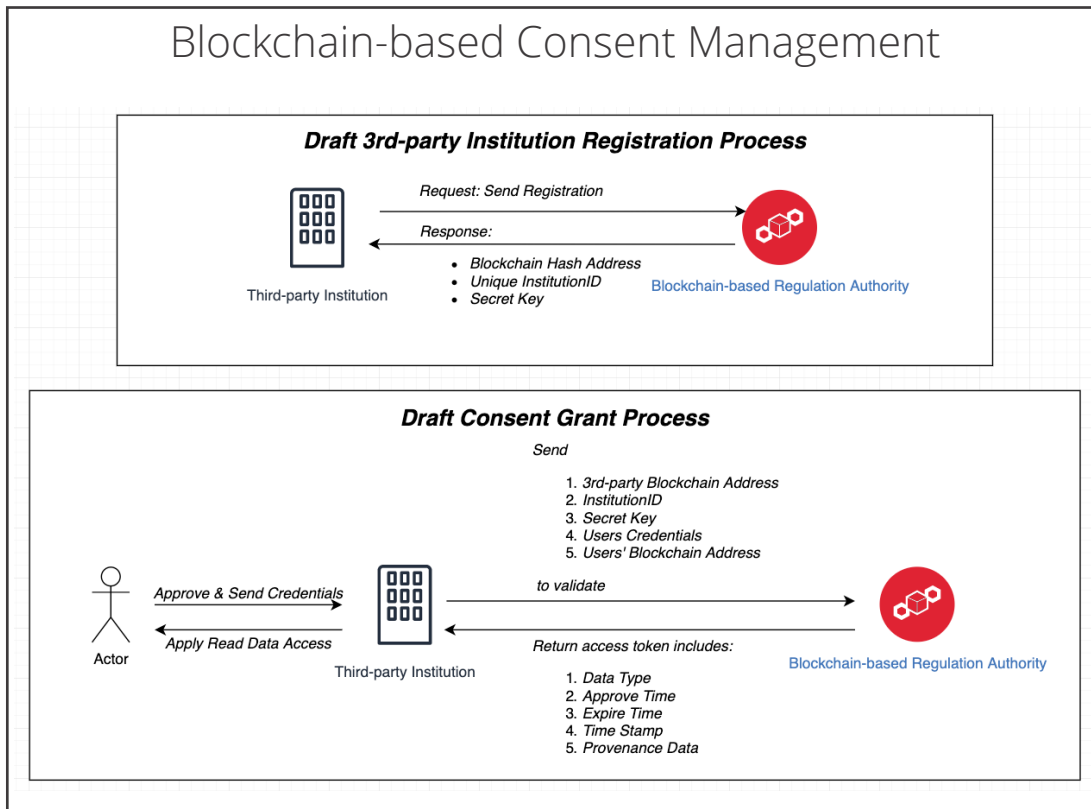 Blockchain-based Consent Management
Draft 3rd-party Institution Registration Process
Request: Send Registration
Response:
• Blockchain Hash Address
• Unique InstitutionID
• Secret Key
Third-party Institution
Blockchain-based Regulation Authority
Draft Consent Grant Process
Send
1. 3rd-party Blockchain Address
2. InstitutionID
3. Secret Key
4. Users Credentials
5. Users' Blockchain Address
Approve & Send Credentials
to validate
Apply Read Data Access
Return access token includes:
Actor
Third-party Institution
Blockchain-based Regulation Authority
1. Data Type
2. Approve Time
3. Expire Time
4. Time Stamp
5. Provenance Data